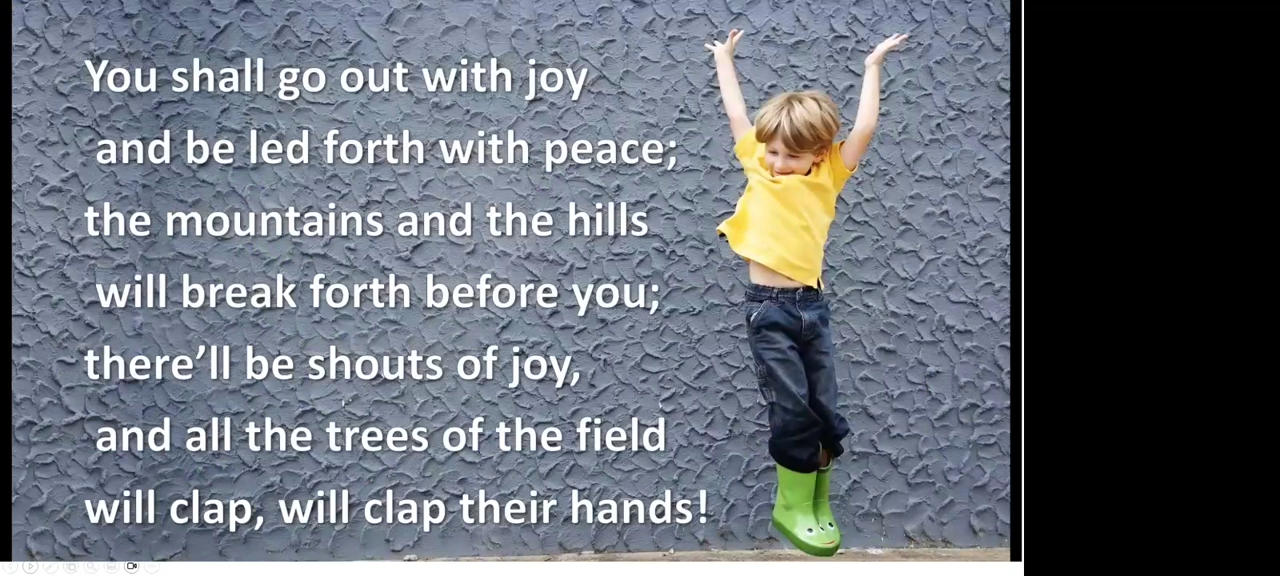 You shall go out with joy
and be led forth with peace;
the mountains and the hills
will break forth before you;
there’ll be shouts of joy,
and all the trees of the field
will clap, will clap their hands!